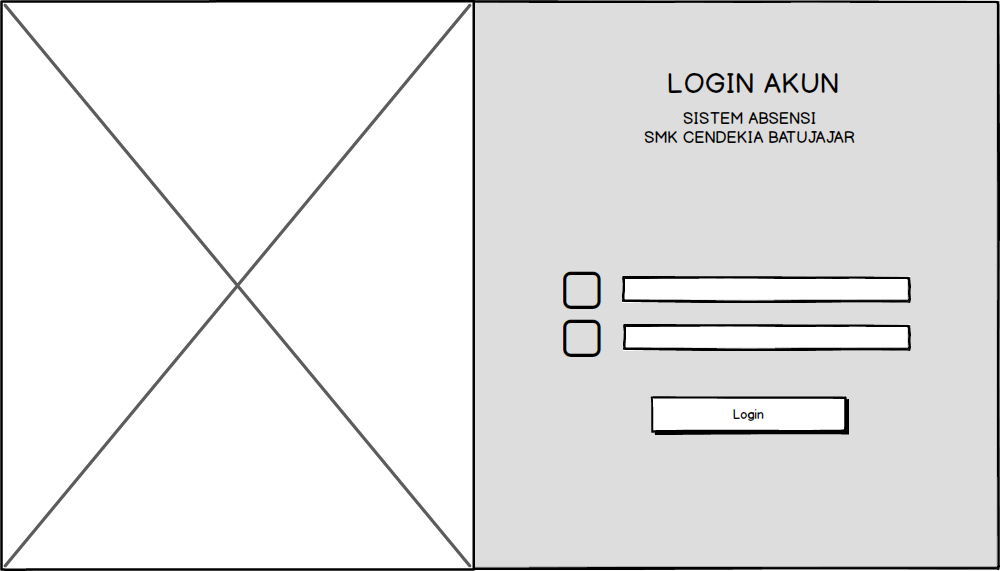 LOGIN AKUN
SISTEM ABSENSI
SMK CENDEKIA BATUJAJAR
Login